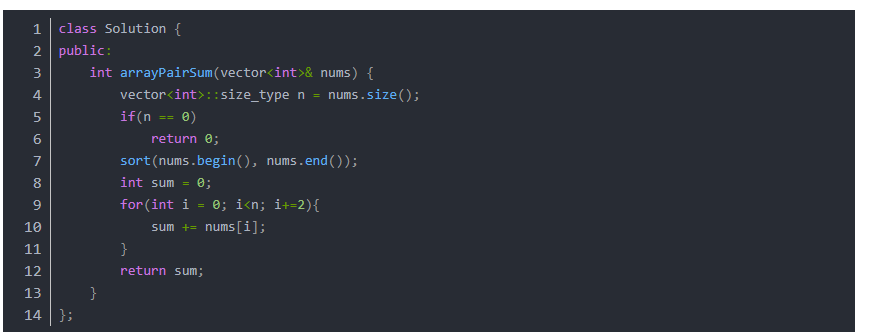 1 class Solution {
2 public:
3     int arrayPairSum(vector<int>& nums) {
4         vector<int>::size_type n = nums.size();
5         if(n == 0)
6             return 0;
7         sort(nums.begin(), nums.end());
8         int sum = 0;
9         for(int i = 0; i<n; i+=2){
10             sum += nums[i];
11         }
12         return sum;
13     }
14 };